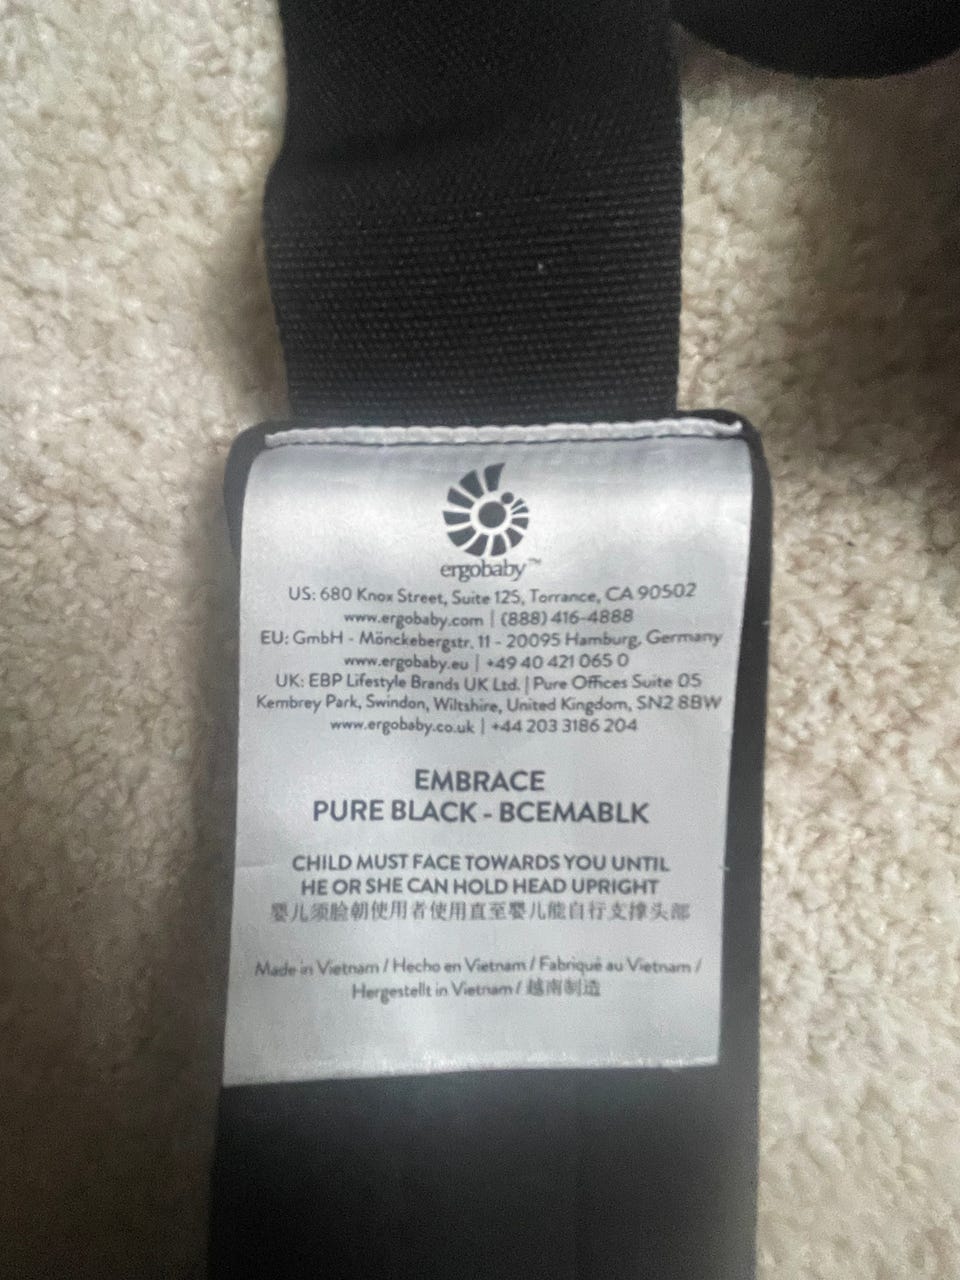 ergobaby™
US: 680 Knox Street, Suite 125, Torrance, CA 90502
www.ergobaby.com | (888) 416-4888
EU: GmbH - Mönckebergstr. 11 - 20095 Hamburg, Germany
www.ergobaby.eu | +49 40 421 065 0
UK: EBP Lifestyle Brands UK Ltd. | Pure Offices Suite 05
Kembrey Park, Swindon, Wiltshire, United Kingdom, SN2 8BW
www.ergobaby.co.uk | +44 203 3186 204
EMBRACE
PURE BLACK - BCEMABLK
CHILD MUST FACE TOWARDS YOU UNTIL
HE OR SHE CAN HOLD HEAD UPRIGHT
婴儿须脸朝使用者使用直至婴儿能自行支撑头部
Made in Vietnam / Hecho en Vietnam / Fabriqué au Vietnam /
Hergestellt in Vietnam / 越南制造